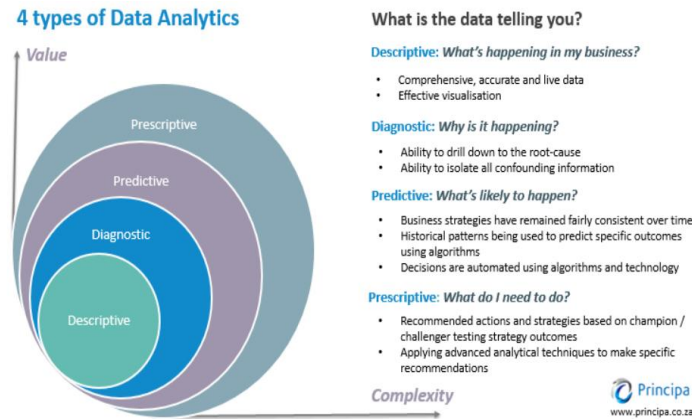 4 types of Data Analytics
Value
Prescriptive
Predictive
Diagnostic
Descriptive
Complexity
What is the data telling you?
Descriptive: What's happening in my business?
• Comprehensive, accurate and live data
• Effective visualisation
Diagnostic: Why is it happening?
• Ability to drill down to the root-cause
• Ability to isolate all confounding information
Predictive: What's likely to happen?
• Business strategies have remained fairly consistent over time
• Historical patterns being used to predict specific outcomes
using algorithms
• Decisions are automated using algorithms and technology
Prescriptive: What do I need to do?
• Recommended actions and strategies based on champion /
challenger testing strategy outcomes
• Applying advanced analytical techniques to make specific
recommendations
Principa
www.principa.co.za